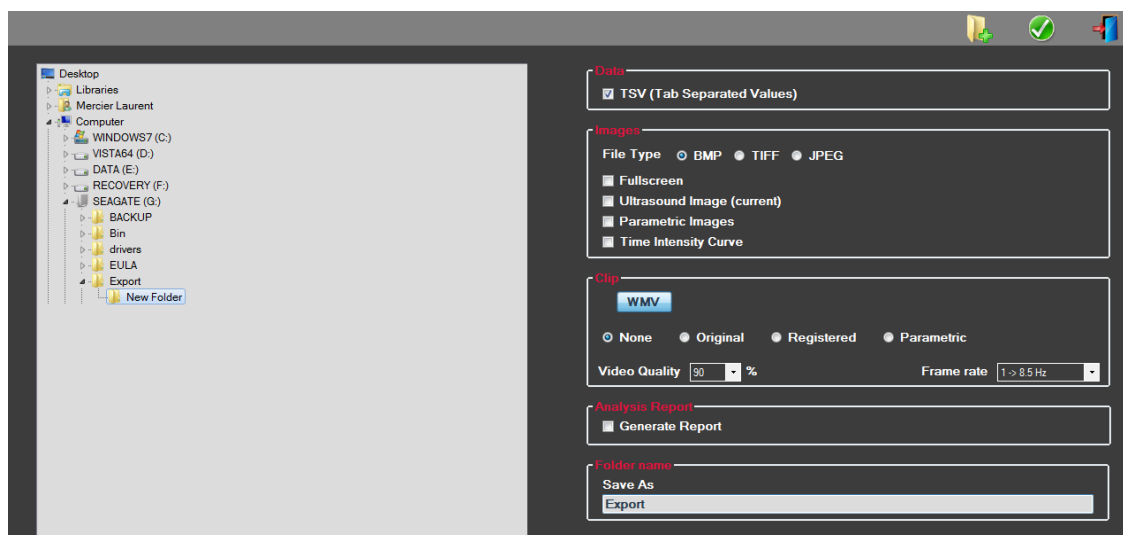 Desktop
Libraries
Mercier Laurent
Computer
WINDOWS7 (C:)
VISTA64 (D:)
DATA (E:)
RECOVERY (F:)
SEAGATE (G:)
BACKUP
Bin
drivers
EULA
Export
New Folder
Data
TSV (Tab Separated Values)
Images
File Type BMP TIFF JPEG
Fullscreen
Ultrasound Image (current)
Parametric Images
Time Intensity Curve
Clip
WMV
None Original Registered Parametric
Video Quality 90 % Frame rate 1 -> 8.5 Hz
Analysis Report
Generate Report
Folder name
Save As
Export